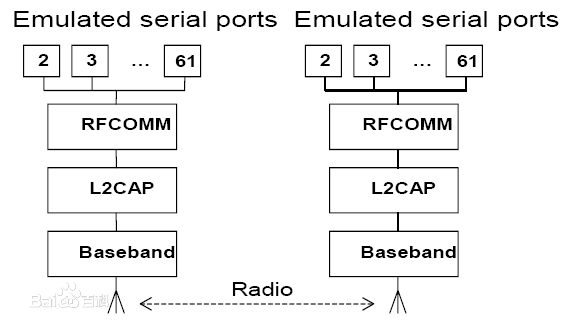 Emulated serial ports Emulated serial ports
2 3 ... 61 2 3 ... 61
RFCOMM RFCOMM
L2CAP L2CAP
Baseband Baseband
Radio
Bai百科